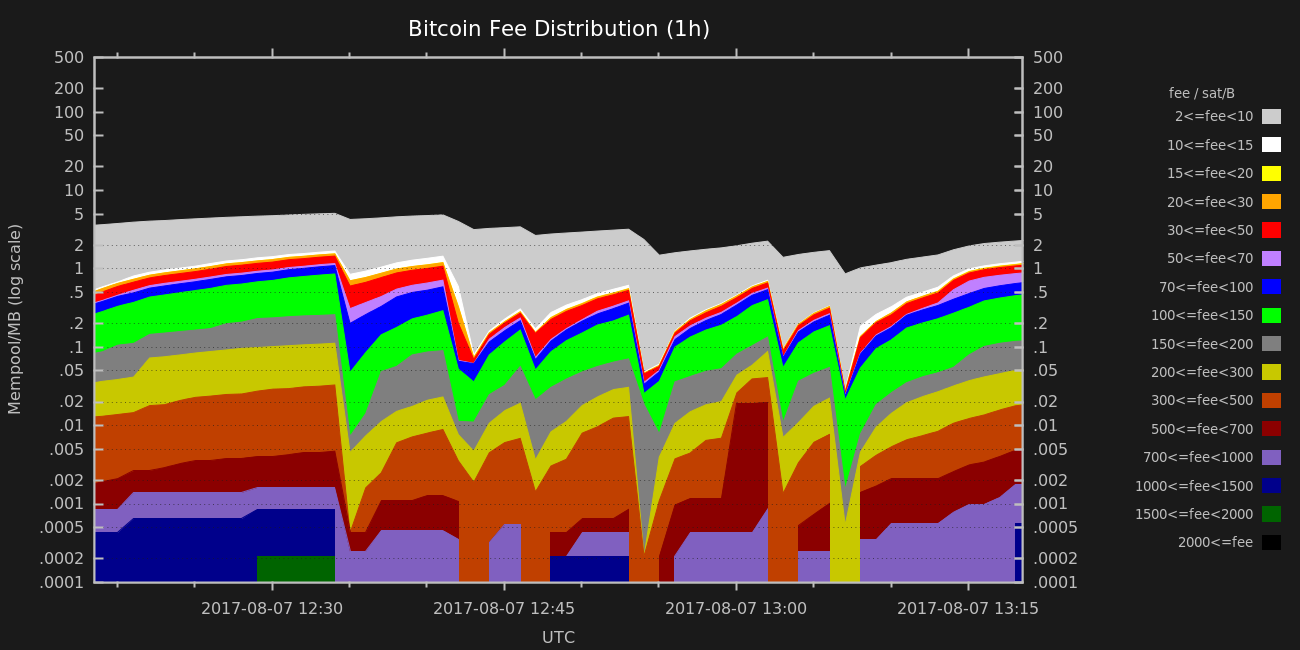 Bitcoin Fee Distribution (1h)
Mempool/MB (log scale)
500
200
100
50
20
10
5
2
1
.5
.2
.1
.05
.02
.01
.005
.002
.001
.0005
.0002
.0001
500
200
100
50
20
10
5
2
1
.5
.2
.1
.05
.02
.01
.005
.002
.001
.0005
.0002
.0001
fee / sat/B
2<=fee<10
10<=fee<15
15<=fee<20
20<=fee<30
30<=fee<50
50<=fee<70
70<=fee<100
100<=fee<150
150<=fee<200
200<=fee<300
300<=fee<500
500<=fee<700
700<=fee<1000
1000<=fee<1500
1500<=fee<2000
2000<=fee
2017-08-07 12:30 2017-08-07 12:45 2017-08-07 13:00 2017-08-07 13:15
UTC